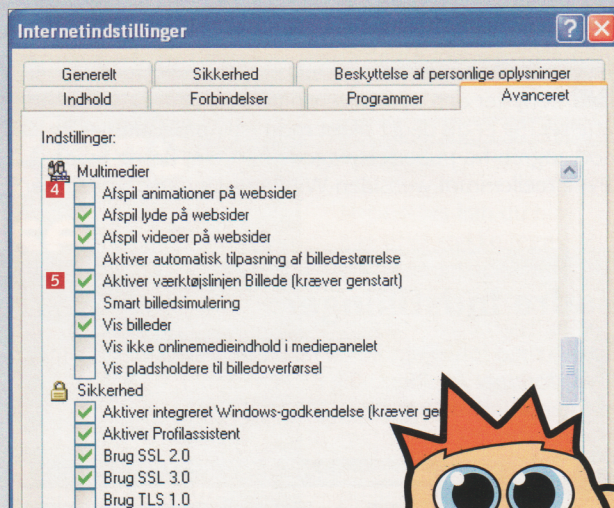 Internetindstillinger
Generelt Sikkerhed Beskyttelse af personlige oplysninger
Indhold Forbindelser Programmer Avanceret
Indstillinger:
Multimedier
4 Afspil animationer på websider
Afspil lyde på websider
Afspil videoer på websider
Aktiver automatisk tilpasning af billedestørrelse
5 Aktiver værktøjslinjen Billede (kræver genstart)
Smart billedsimulering
Vis billeder
Vis ikke onlinemedieindhold i mediepanelet
Vis pladsholdere til billedoverførsel
Sikkerhed
Aktiver integreret Windows-godkendelse (kræver
Aktiver Profilassistent
Brug SSL 2.0
Brug SSL 3.0
Brug TLS 1.0